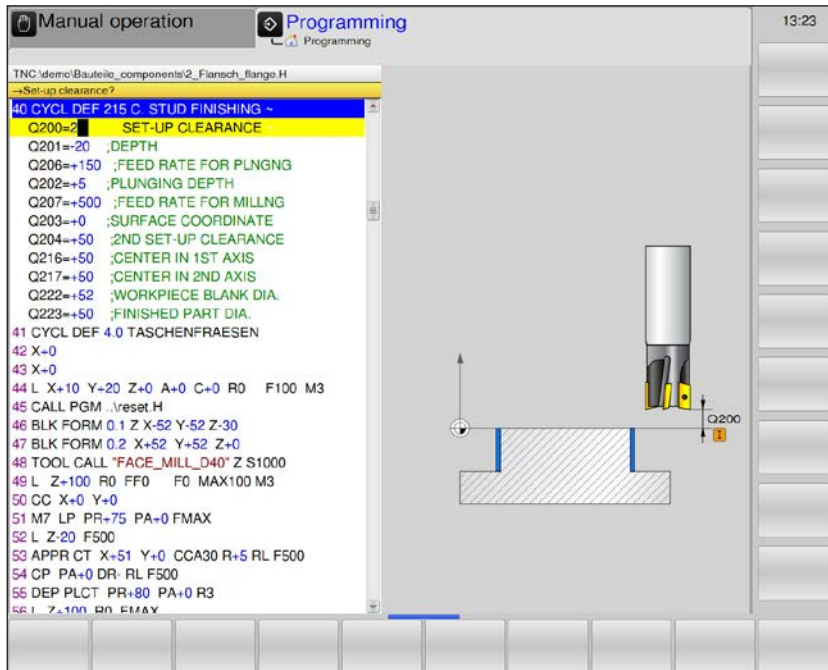 Manual operation
Programming
Programming
13:23
TNC:\demo\Bauteile_components\2_Flansch_flange.H
→Set-up clearance?
40 CYCL DEF 215 C. STUD FINISHING ~
Q200=2 SET-UP CLEARANCE
Q201=-20 ;DEPTH
Q206=+150 ;FEED RATE FOR PLNGNG
Q202=+5 ;PLUNGING DEPTH
Q207=+500 ;FEED RATE FOR MILLNG
Q203=+0 ;SURFACE COORDINATE
Q204=+50 ;2ND SET-UP CLEARANCE
Q216=+50 ;CENTER IN 1ST AXIS
Q217=+50 ;CENTER IN 2ND AXIS
Q222=+52 ;WORKPIECE BLANK DIA.
Q223=+50 ;FINISHED PART DIA.
41 CYCL DEF 4.0 TASCHENFRAESEN
42 X+0
43 X+0
44 L X+10 Y+20 Z+0 A+0 C+0 R0 F100 M3
45 CALL PGM ..\reset.H
46 BLK FORM 0.1 Z X-52 Y-52 Z-30
47 BLK FORM 0.2 X+52 Y+52 Z+0
48 TOOL CALL "FACE_MILL_D40" Z S1000
49 L Z+100 R0 FF0 F0 MAX100 M3
50 CC X+0 Y+0
51 M7 LP PR+75 PA+0 FMAX
52 L Z-20 F500
53 APPR CT X+51 Y+0 CCA30 R+5 RL F500
54 CP PA+0 DR- RL F500
55 DEP PLCT PR+80 PA+0 R3
56 L Z+100 R0 FMAX
Q200
I